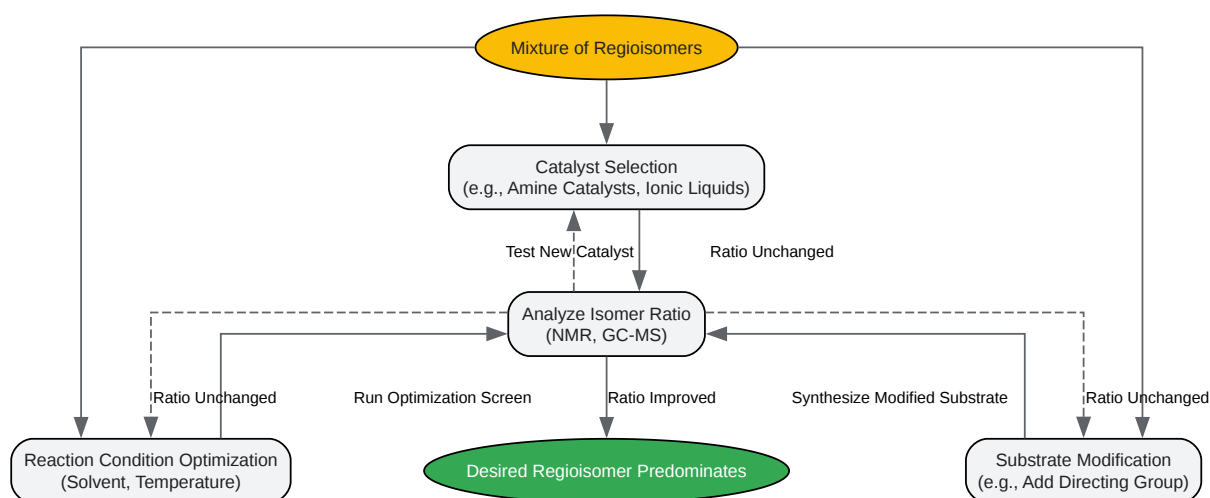 Mixture of Regioisomers
Catalyst Selection
(e.g., Amine Catalysts, Ionic Liquids)
Test New Catalyst
Ratio Unchanged
Analyze Isomer Ratio
(NMR, GC-MS)
Ratio Unchanged
Run Optimization Screen
Ratio Improved
Synthesize Modified Substrate
Ratio Unchanged
Reaction Condition Optimization
(Solvent, Temperature)
Desired Regioisomer Predominates
Substrate Modification
(e.g., Add Directing Group)